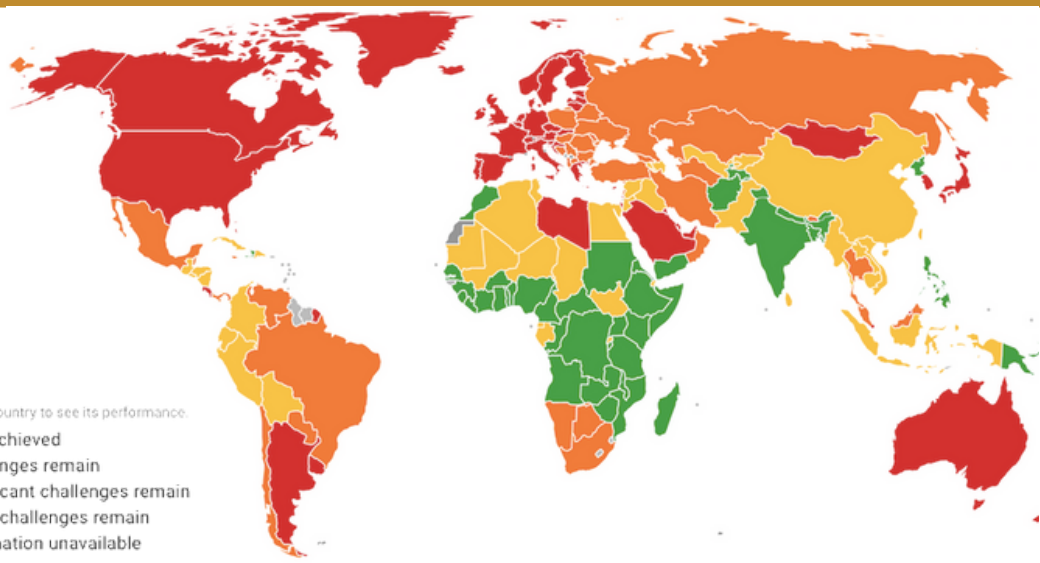 ountry to see its performance.
chieved
nges remain
cant challenges remain
challenges remain
nation unavailable